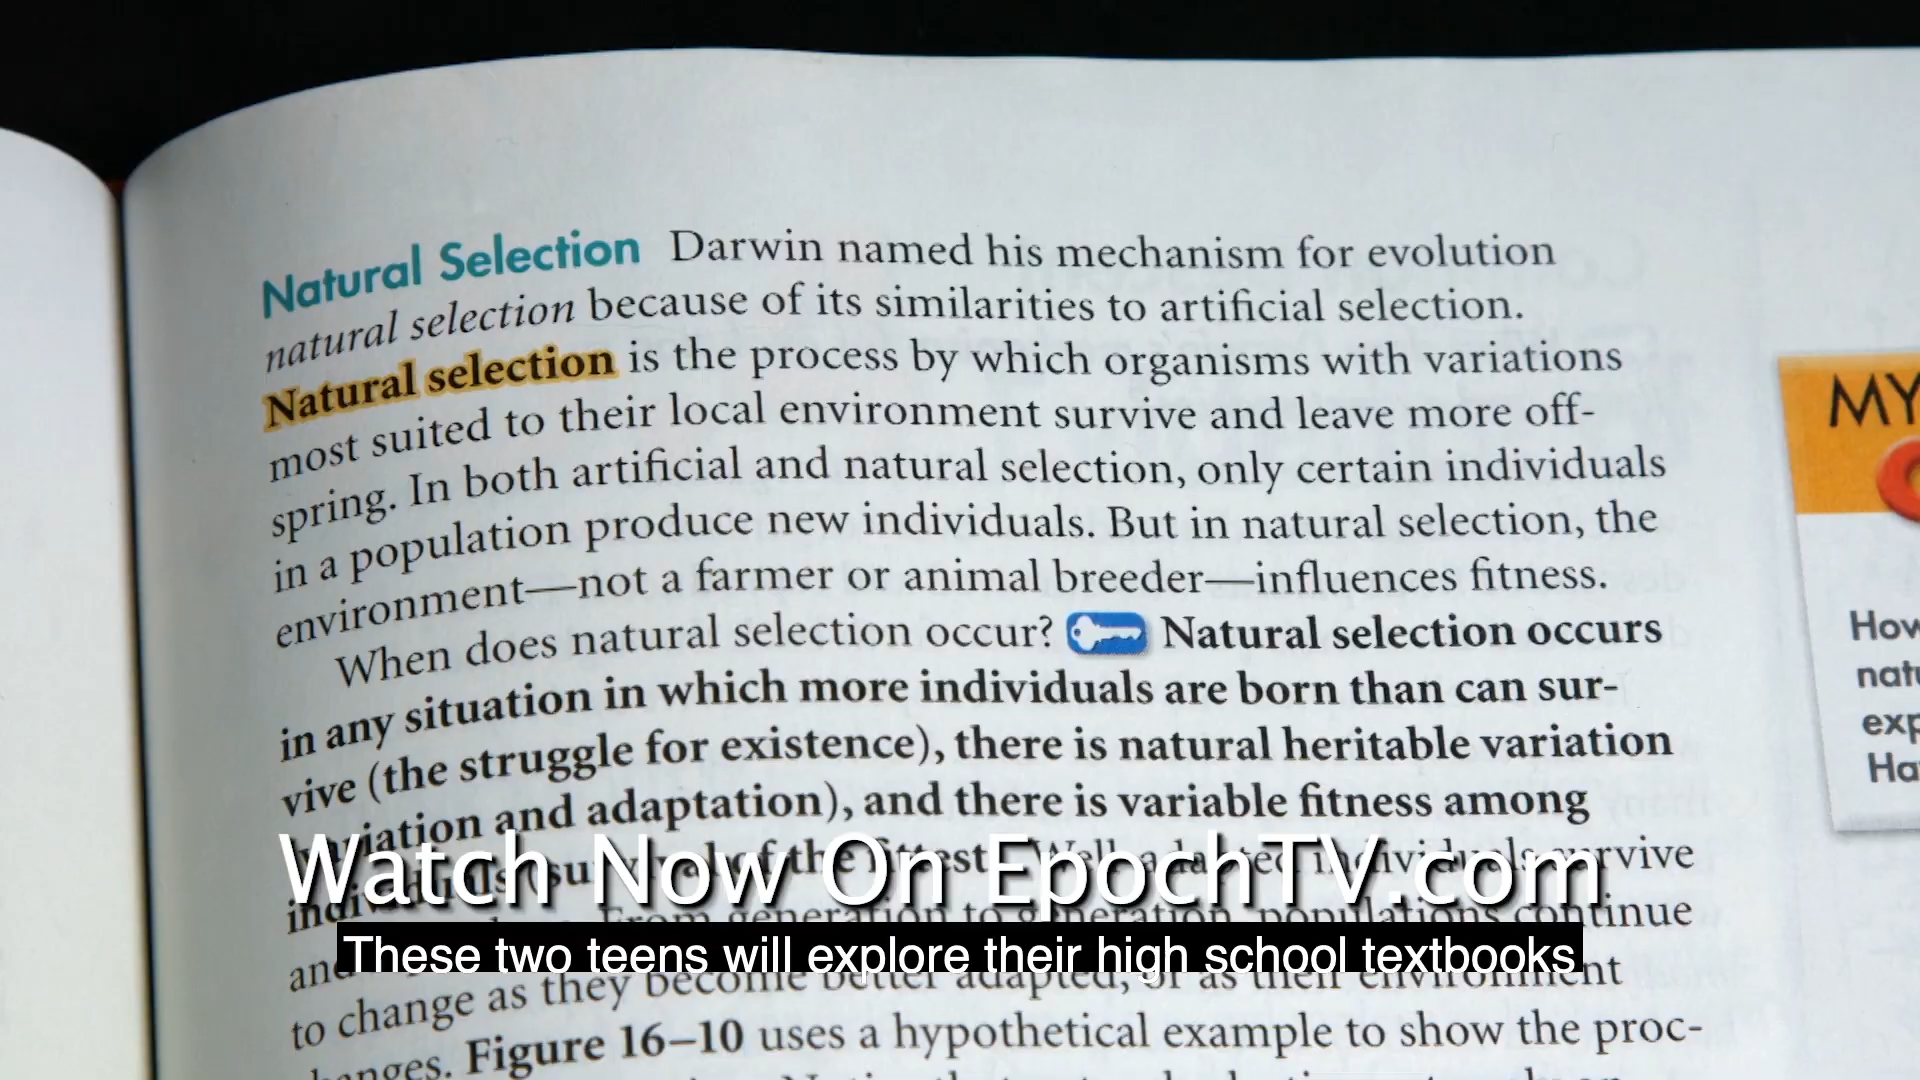 Natural Selection Darwin named his mechanism for evolution
natural selection because of its similarities to artificial selection.
Natural selection is the process by which organisms with variations
most suited to their local environment survive and leave more off-
spring. In both artificial and natural selection, only certain individuals
in a population produce new individuals. But in natural selection, the
environment—not a farmer or animal breeder—influences fitness.
When does natural selection occur? Natural selection occurs
in any situation in which more individuals are born than can sur-
vive (the struggle for existence), there is natural heritable variation
(variation and adaptation), and there is variable fitness among
individuals (survival of the fittest). Well-adapted individuals survive
and From generation to generation, populations continue
to change as they become better adapted, or as their environment
changes. Figure 16–10 uses a hypothetical example to show the proc-
MY
How
natu
exp
Ha
Watch Now On EpochTV.com
These two teens will explore their high school textbooks